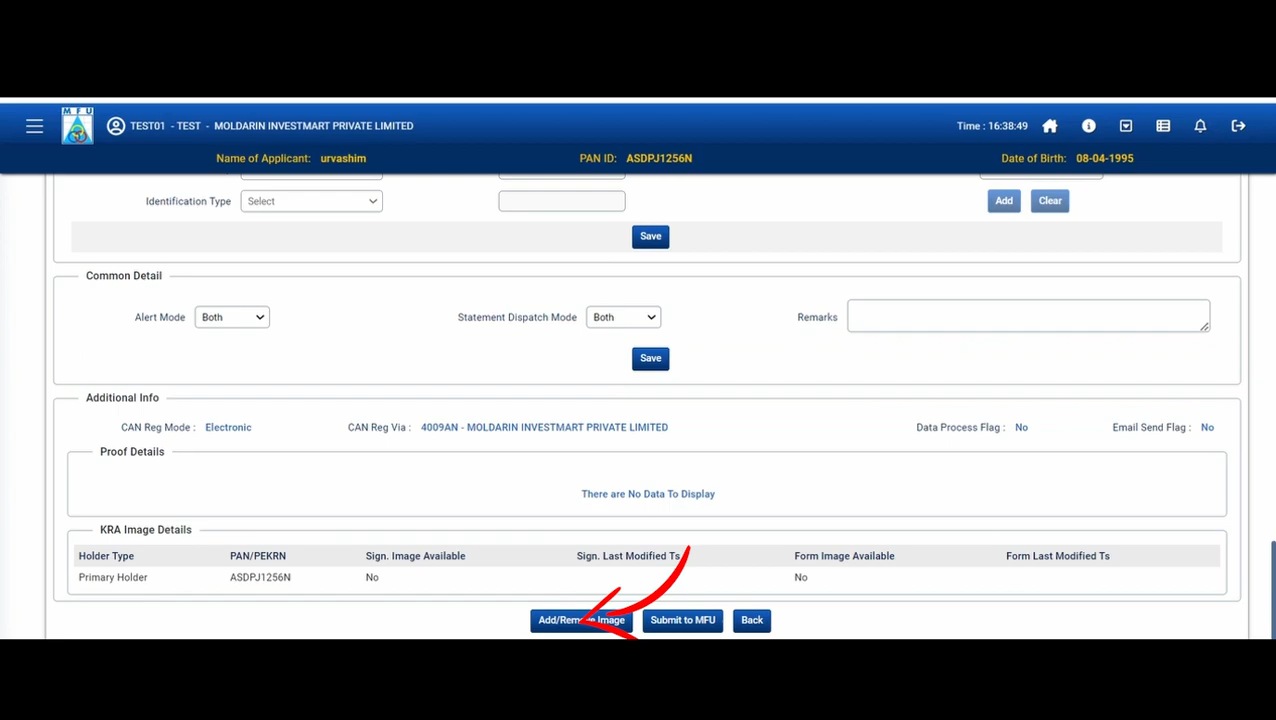 MFU
TEST01 - TEST - MOLDARIN INVESTMART PRIVATE LIMITED Time : 16:38:49
Name of Applicant: urvashim PAN ID: ASDPJ1256N Date of Birth: 08-04-1995
Identification Type Select Add Clear
Save
Common Detail
Alert Mode Both Statement Dispatch Mode Both Remarks
Save
Additional Info
CAN Reg Mode : Electronic CAN Reg Via : 4009AN - MOLDARIN INVESTMART PRIVATE LIMITED Data Process Flag : No Email Send Flag : No
Proof Details
There are No Data To Display
KRA Image Details
Holder Type PAN/PEKRN Sign. Image Available Sign. Last Modified Ts Form Image Available Form Last Modified Ts
Primary Holder ASDPJ1256N No No
Add/Remove Image Submit to MFU Back